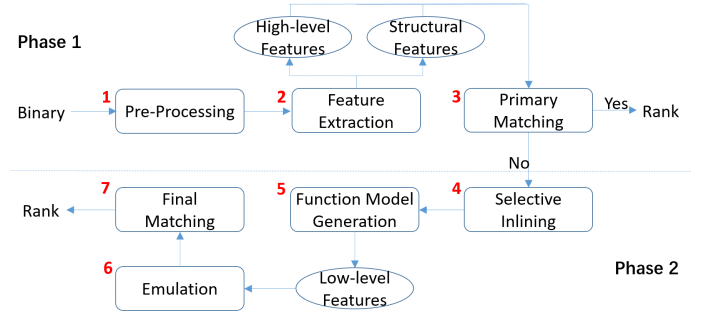 Phase 1
High-level
Features
Structural
Features
Binary
1
Pre-Processing
2
Feature
Extraction
3
Primary
Matching
Yes
Rank
No
Rank
7
Final
Matching
5
Function Model
Generation
4
Selective
Inlining
6
Emulation
Low-level
Features
Phase 2